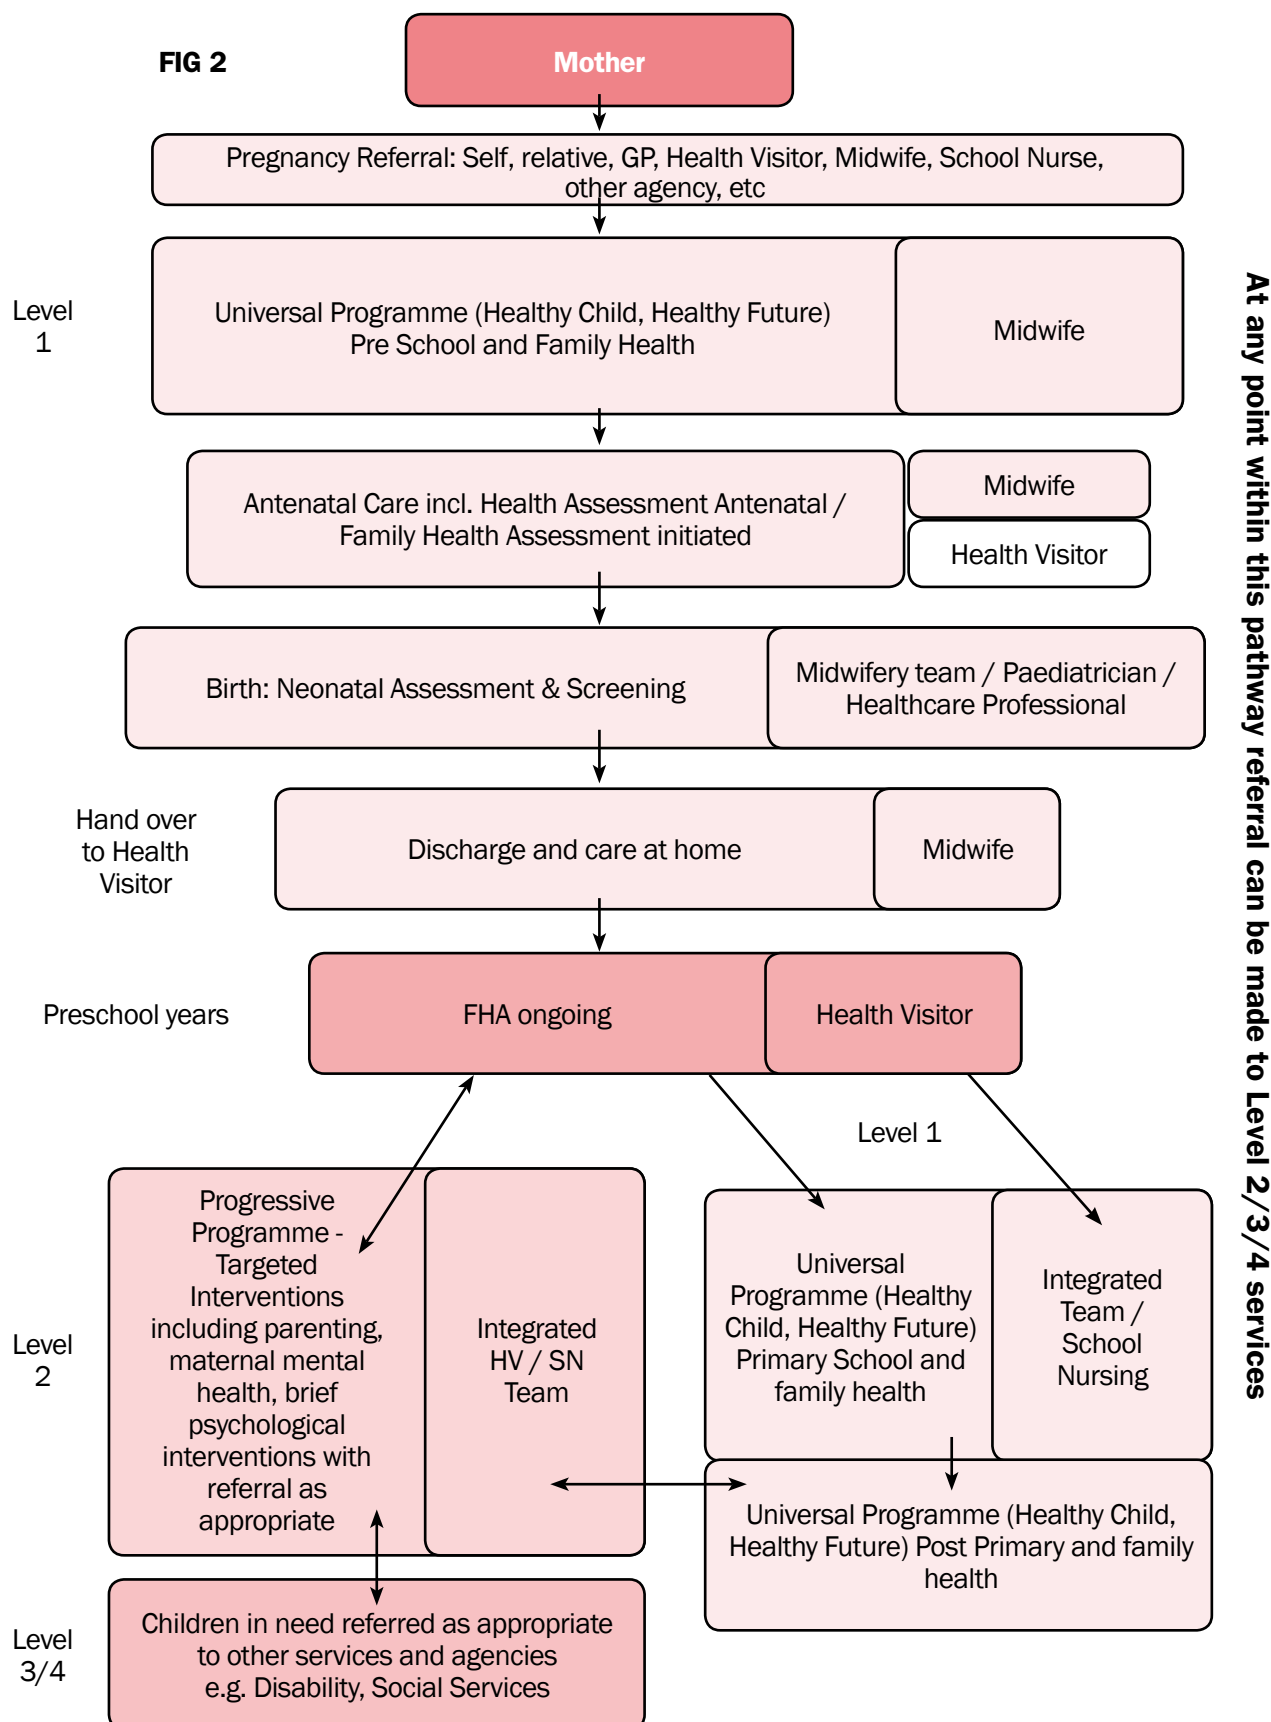 FIG 2
Mother
Pregnancy Referral: Self, relative, GP, Health Visitor, Midwife, School Nurse,
other agency, etc
Level
1
Universal Programme (Healthy Child, Healthy Future)
Pre School and Family Health
Midwife
Antenatal Care incl. Health Assessment Antenatal /
Family Health Assessment initiated
Midwife
Health Visitor
Birth: Neonatal Assessment & Screening
Midwifery team / Paediatrician /
Healthcare Professional
Hand over
to Health
Visitor
Discharge and care at home
Midwife
Preschool years
FHA ongoing
Health Visitor
Level 1
Level
2
Progressive
Programme -
Targeted
Interventions
including parenting,
maternal mental
health, brief
psychological
interventions with
referral as
appropriate
Integrated
HV / SN
Team
Universal
Programme (Healthy
Child, Healthy Future)
Primary School and
family health
Integrated
Team /
School
Nursing
Universal Programme (Healthy Child,
Healthy Future) Post Primary and family
health
Level
3/4
Children in need referred as appropriate
to other services and agencies
e.g. Disability, Social Services
At any point within this pathway referral can be made to Level 2/3/4 services